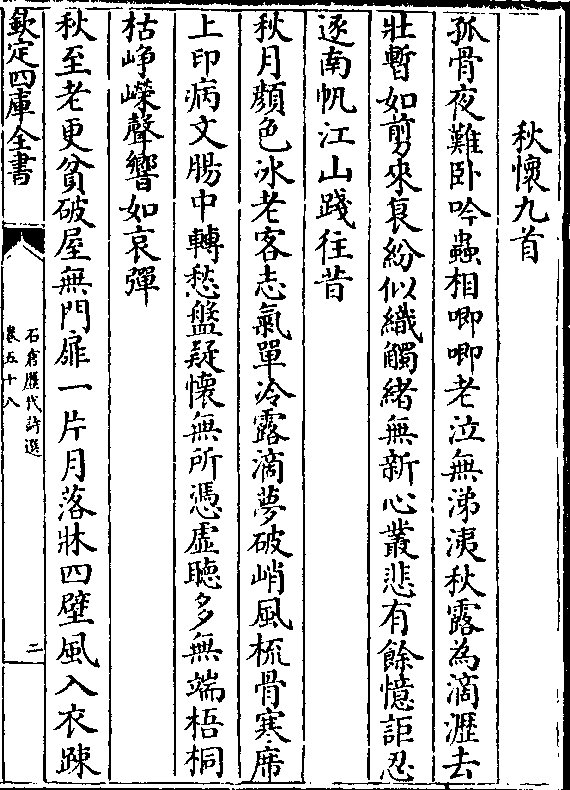 秋懷九首
孤骨夜難卧吟蟲相唧唧老泣無涕洟秋露為滴瀝去
壯暫如剪來衰紛似織觸緒無新心叢悲有餘憶詎忍
逐南帆江山踐往昔
秋月顏色冰老客志氣單冷露滴夢破峭風梳骨寒席
上印病文腸中轉愁盤疑懷無所憑虛聽多無端梧桐
枯崢嶸聲響如哀彈
秋至老更貧破屋無門扉一片月落牀四壁風入衣踈
欽定四庫全書
石倉歷代詩選
卷五十八
二